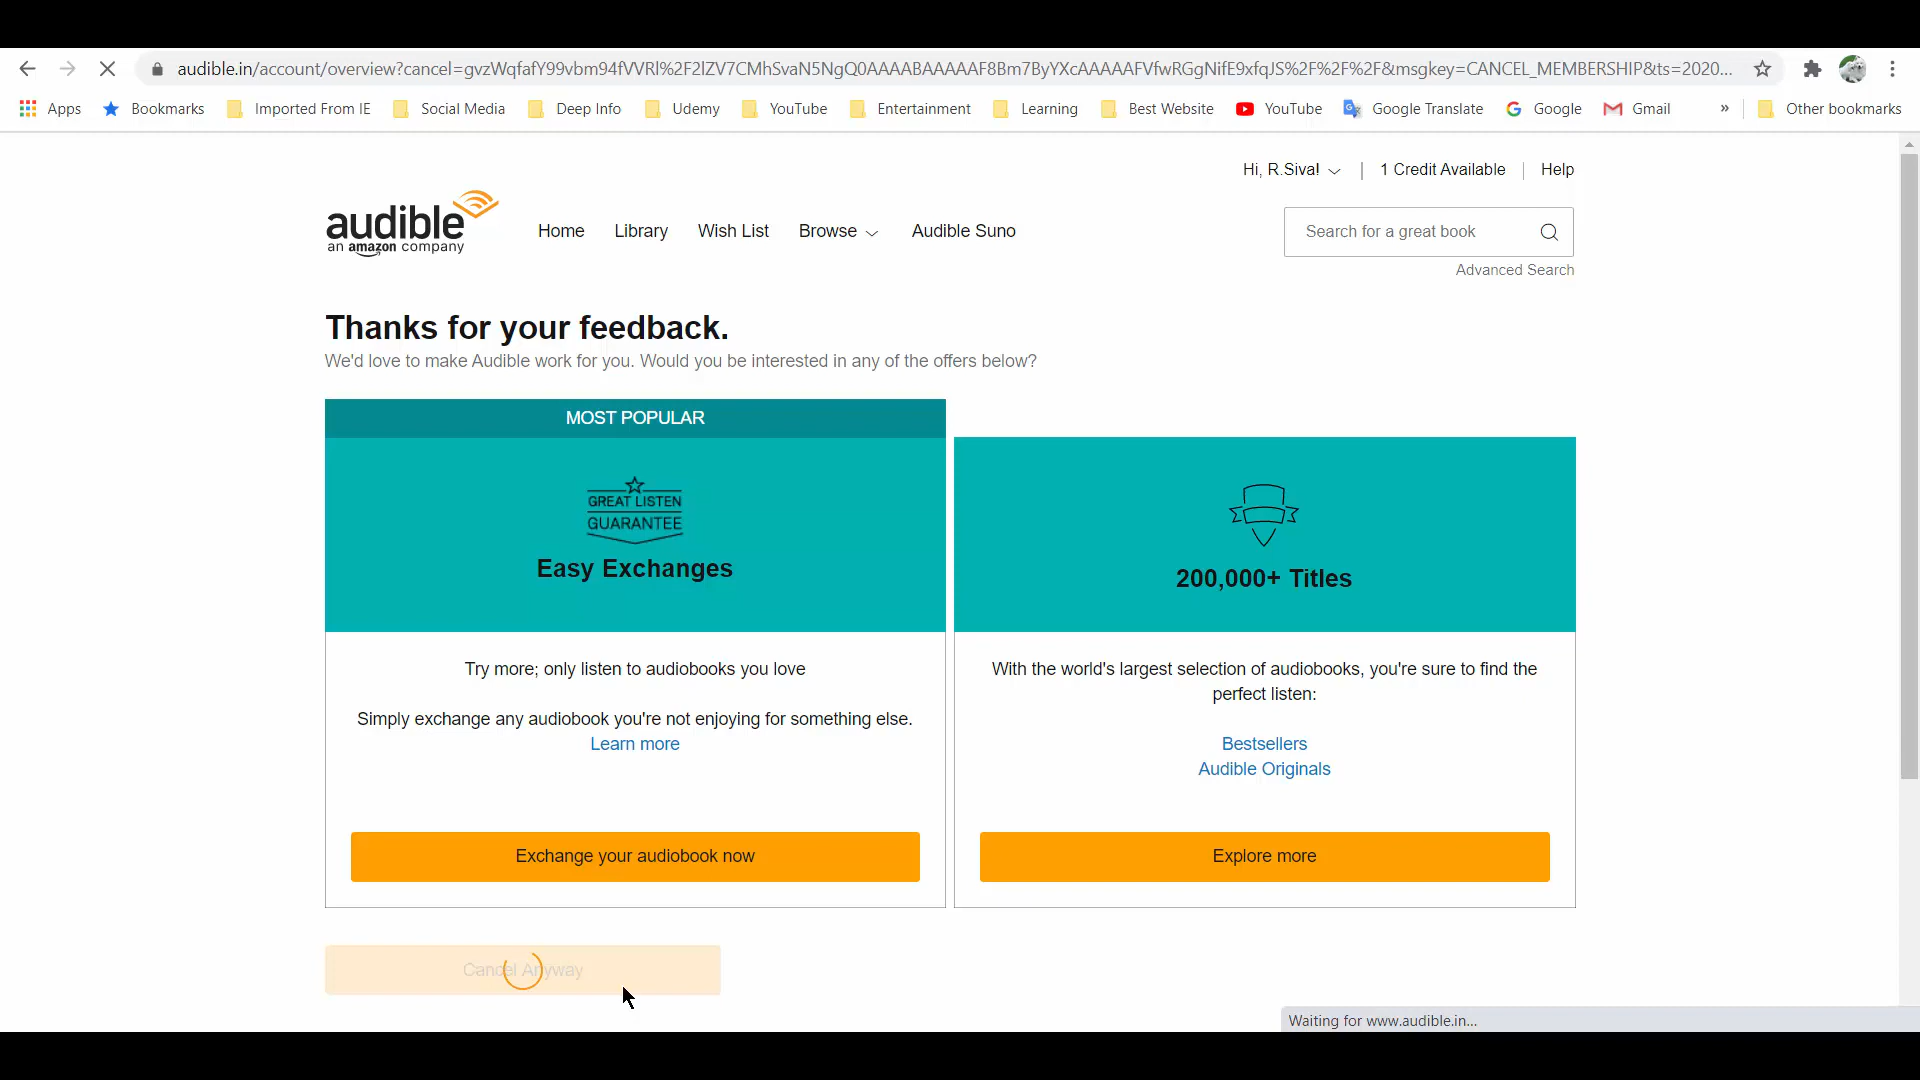 audible.in/account/overview?cancel=gvzWqfafY99vbm94fVVRl%2F2lZV7CMhSvaN5NgQ0AAAABAAAAAF8Bm7ByYXcAAAAAFVfwRGgNifE9xfqJS%2F%2F%2F&msgkey=CANCEL_MEMBERSHIP&ts=2020...
Apps Bookmarks Imported From IE Social Media Deep Info Udemy YouTube Entertainment Learning Best Website YouTube Google Translate Google Gmail » Other bookmarks
Hi, R.Siva! | 1 Credit Available | Help
audible
an amazon company
Home Library Wish List Browse Audible Suno
Search for a great book
Advanced Search
Thanks for your feedback.
We'd love to make Audible work for you. Would you be interested in any of the offers below?
MOST POPULAR
GREAT LISTEN
GUARANTEE
Easy Exchanges
Try more; only listen to audiobooks you love
Simply exchange any audiobook you're not enjoying for something else.
Learn more
Exchange your audiobook now
200,000+ Titles
With the world's largest selection of audiobooks, you're sure to find the
perfect listen:
Bestsellers
Audible Originals
Explore more
Cancel Anyway
Waiting for www.audible.in...